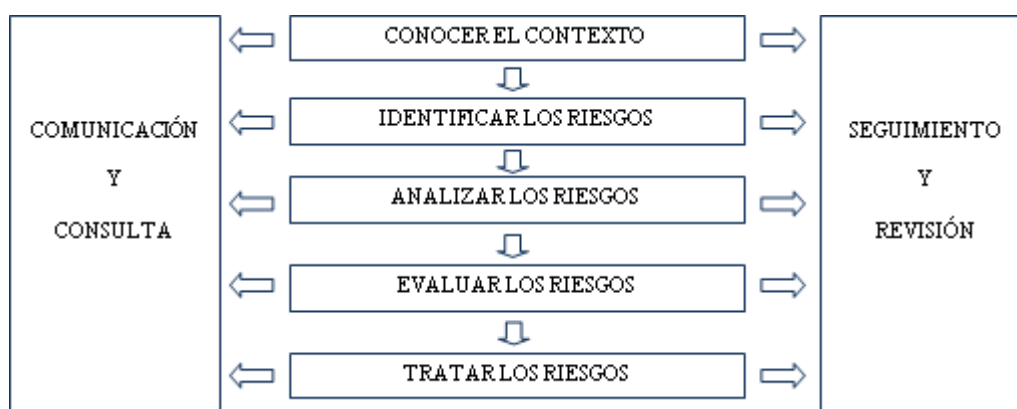 CONOCER EL CONTEXTO
IDENTIFICAR LOS RIESGOS
COMUNICACIÓN
Y
CONSULTA
ANALIZAR LOS RIESGOS
EVALUAR LOS RIESGOS
TRATAR LOS RIESGOS
SEGUIMIENTO
Y
REVISIÓN